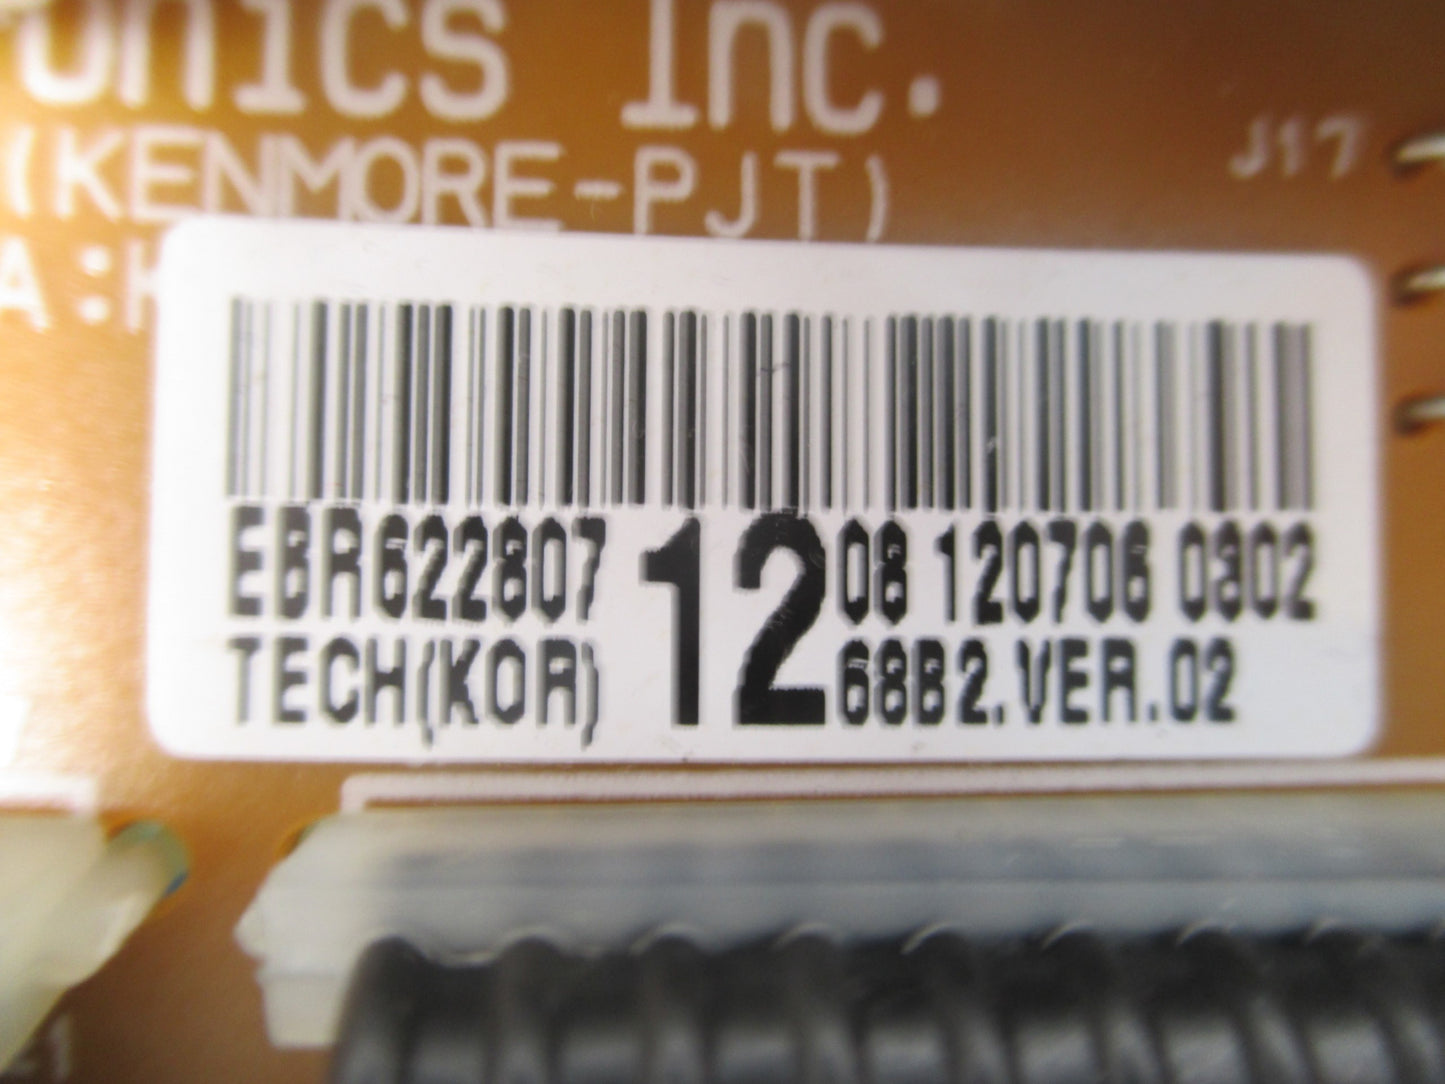 onics Inc.
(KENMORE-PJT)
J17
A:K
EBR622807 12 08 120706 0302
TECH(KOR) 68B2.VER.02